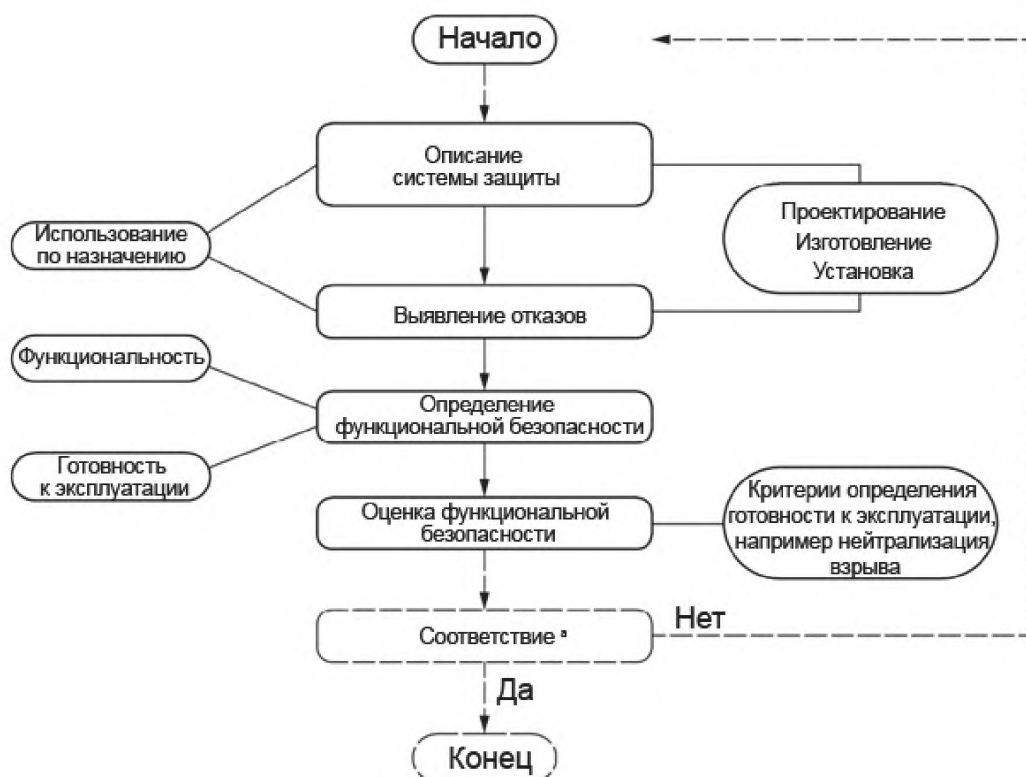 Начало
Описание
системы защиты
Использование
по назначению
Проектирование
Изготовление
Установка
Выявление отказов
Функциональность
Определение
функциональной безопасности
Готовность
к эксплуатации
Оценка функциональной
безопасности
Критерии определения
готовности к эксплуатации,
например нейтрализация
взрыва
Соответствие ᵃ
Нет
Да
Конец